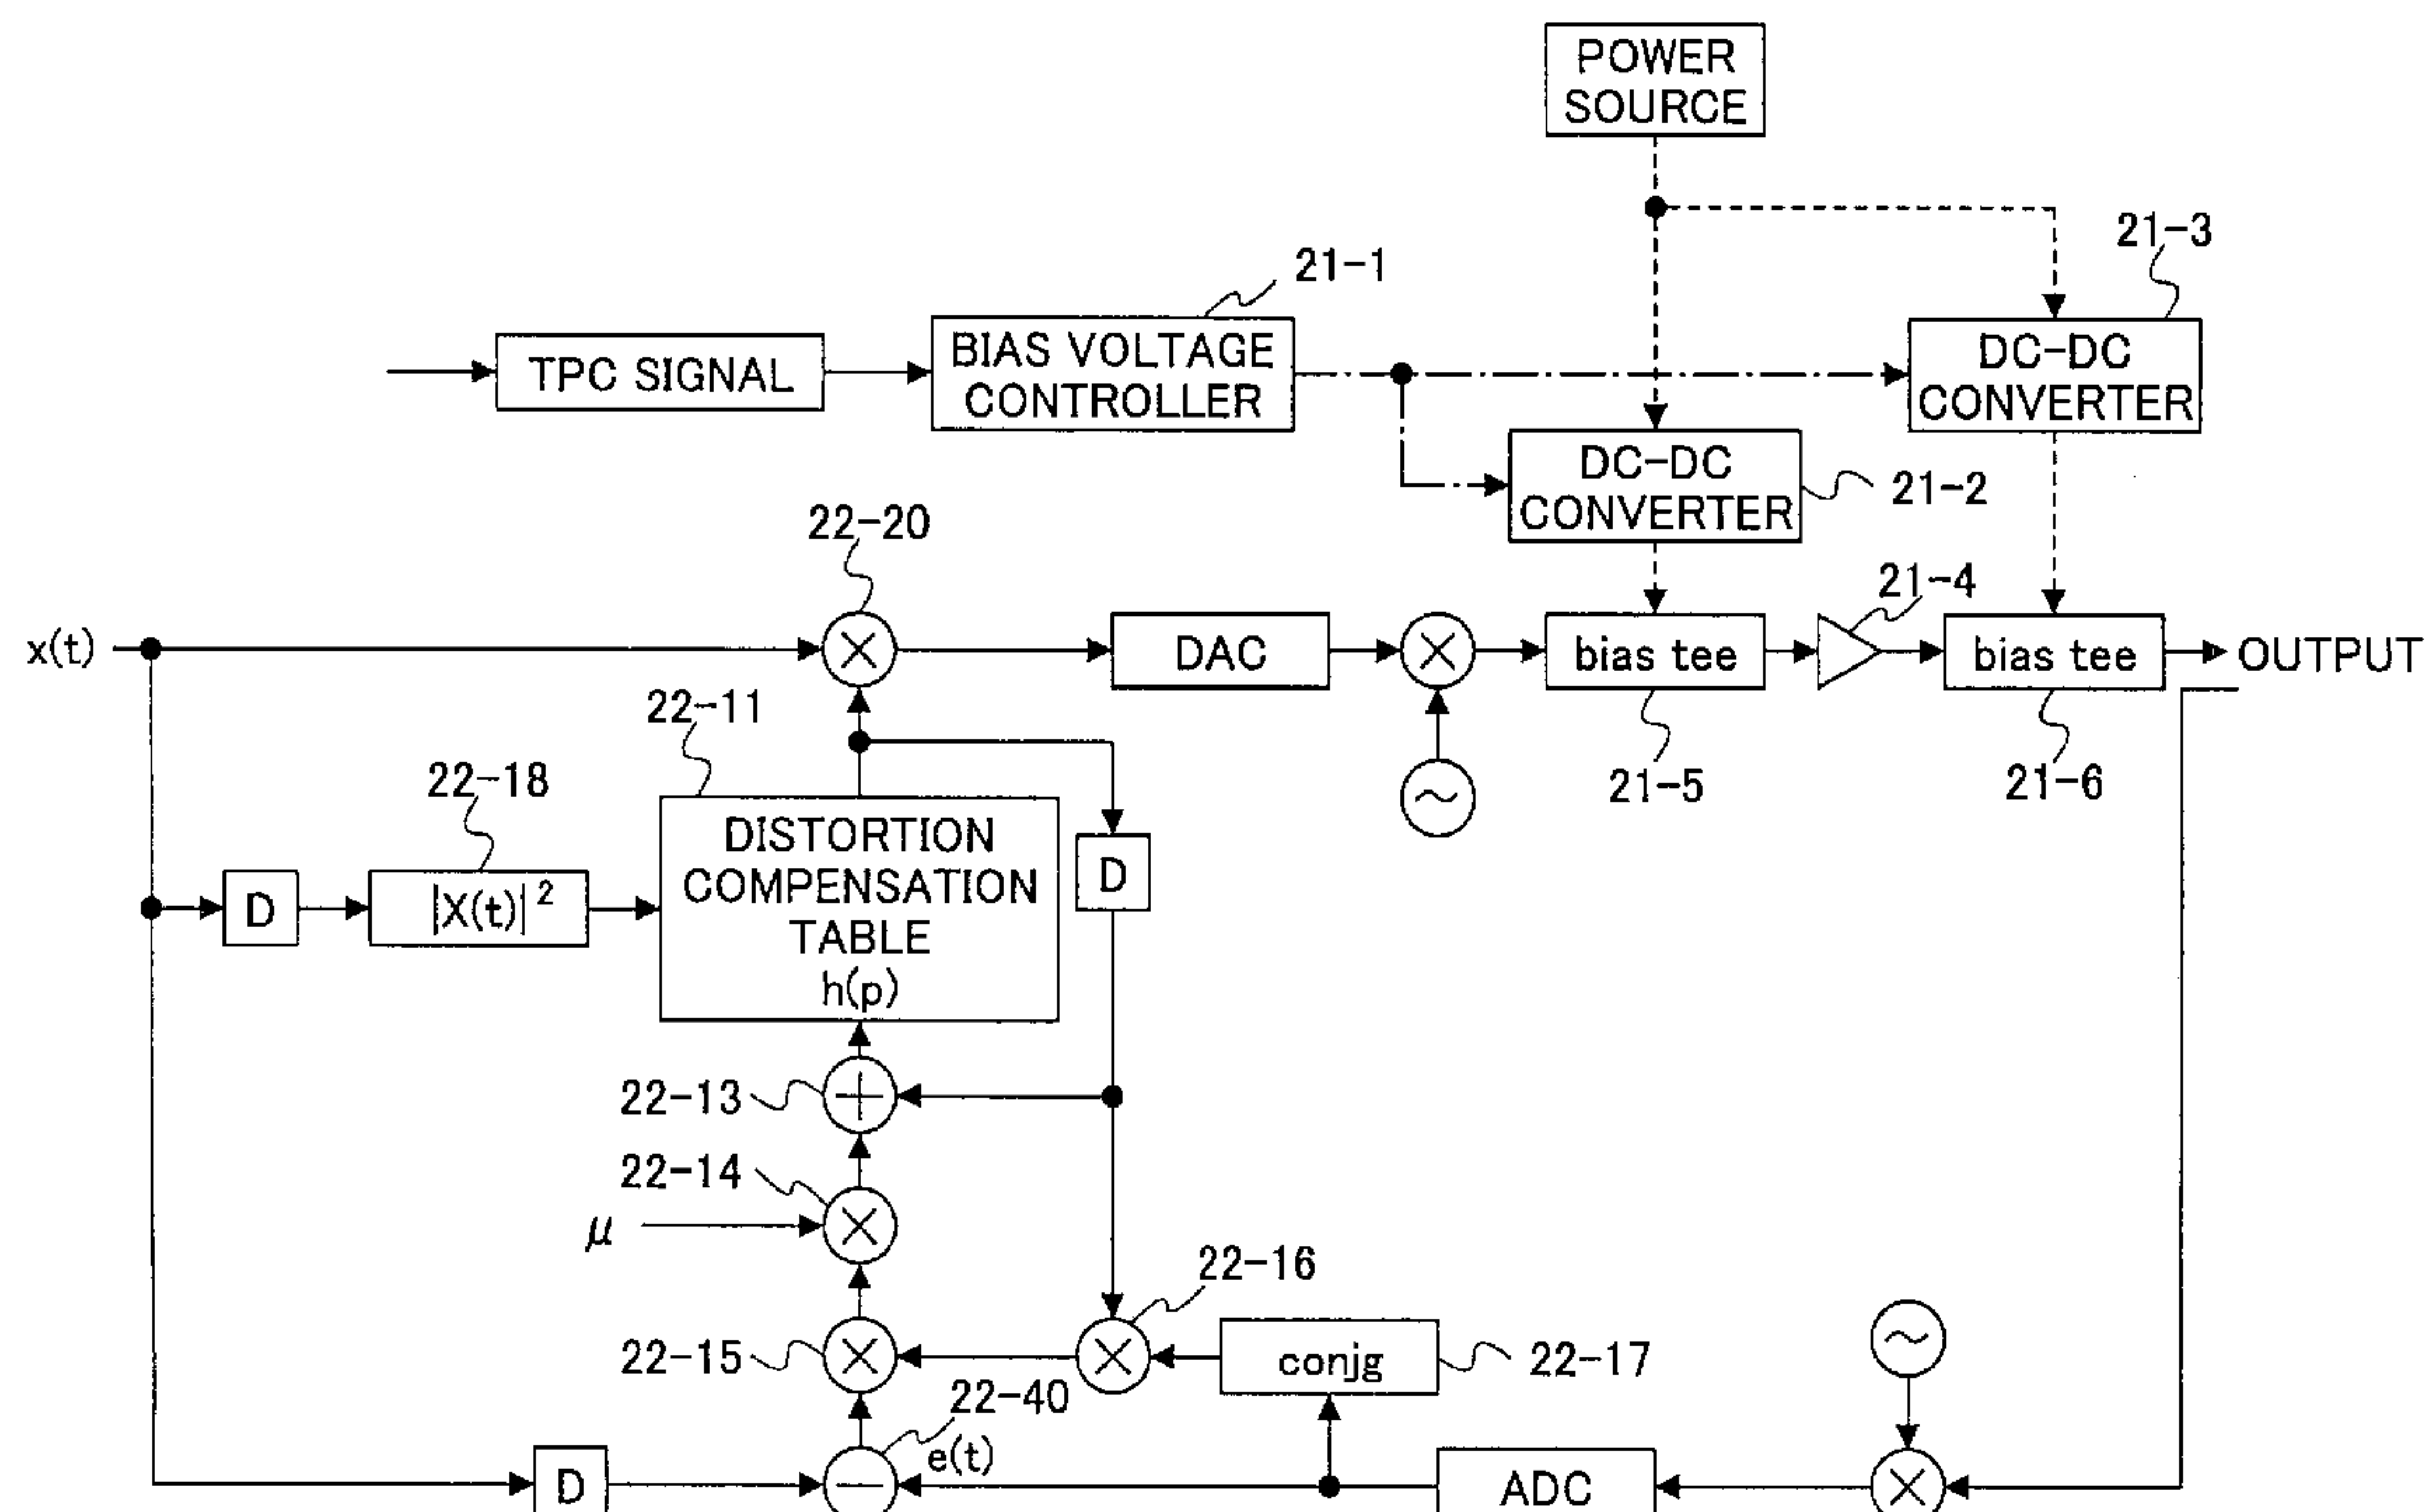 POWER
SOURCE
21-3
21-1
TPC SIGNAL
BIAS VOLTAGE
CONTROLLER
DC-DC
CONVERTER
DC-DC
CONVERTER
21-2
22-20
21-4
x(t)
DAC
bias tee
bias tee
OUTPUT
22-11
21-5
21-6
22-18
D
|X(t)| 2
DISTORTION
COMPENSATION
TABLE
h(p)
D
22-13
22-14
μ
22-16
22-15
conjg
22-17
22-40
e(t)
D
ADC